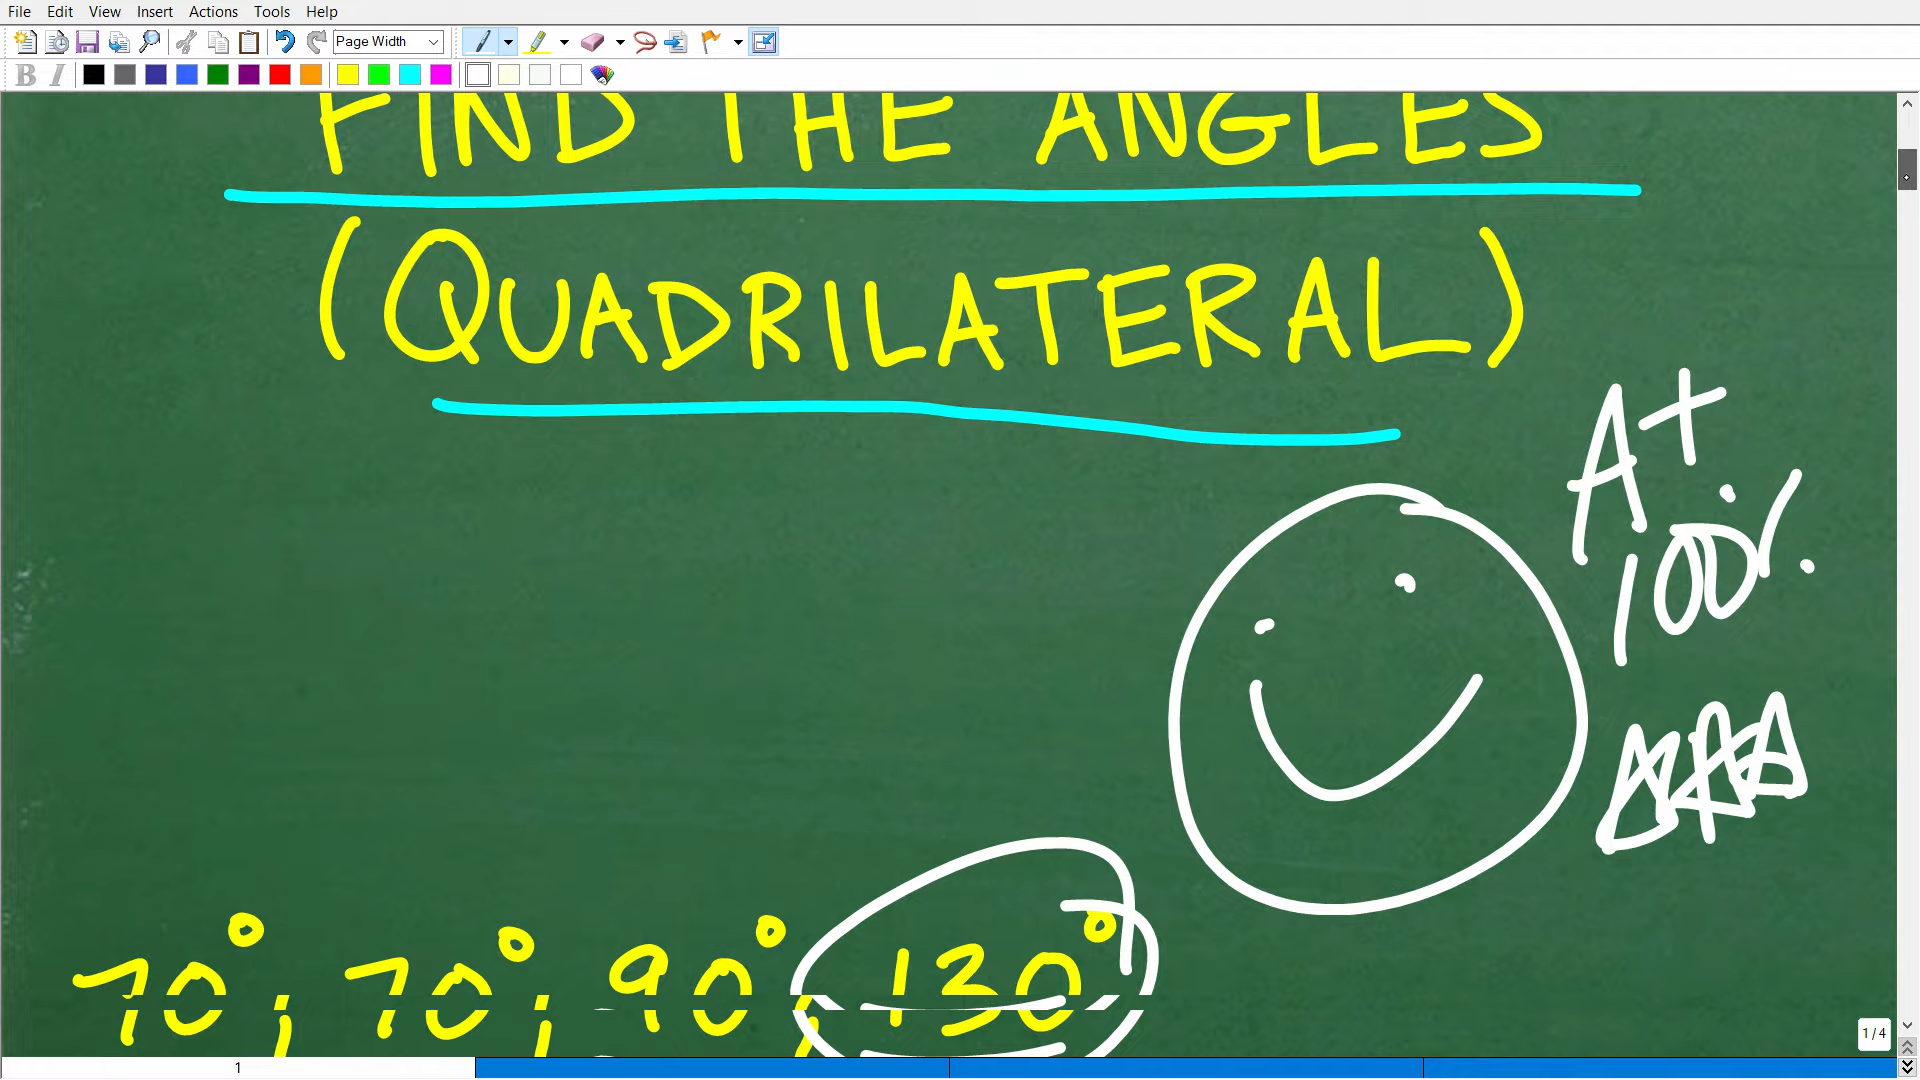 File Edit View Insert Actions Tools Help
Page Width
B I
FIND THE ANGLES
(QUADRILATERAL)
A+
100%
70°, 70°, 90°, 130°
1/4
1